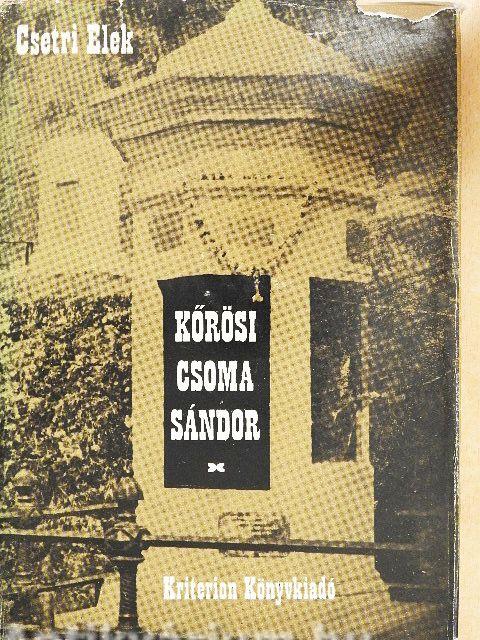 Csetri Elek
KŐRÖSI
CSOMA
SÁNDOR
Kriterion Könyvkiadó